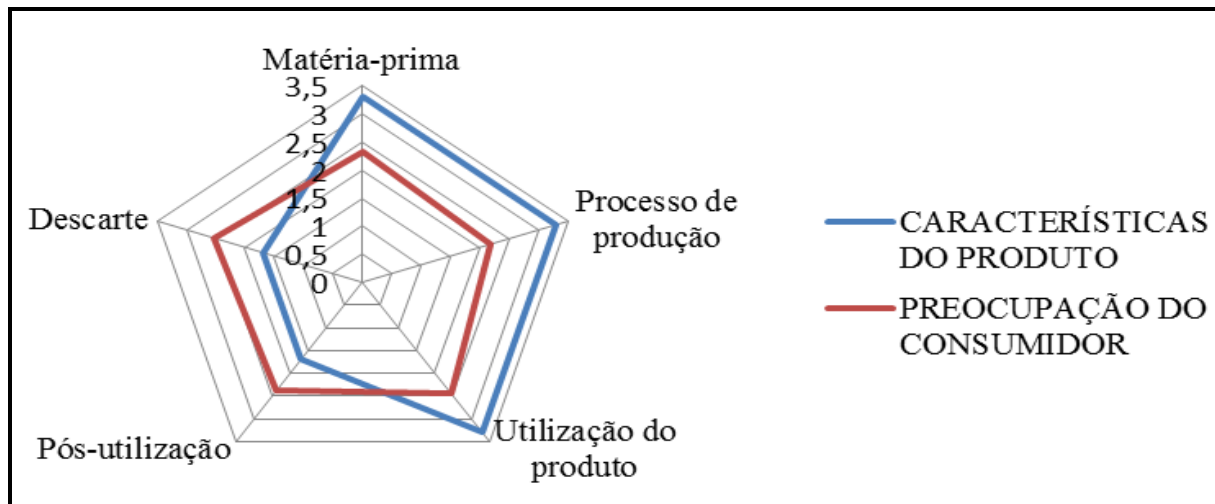 Matéria-prima
3,5
3
2,5
2
1,5
1
0,5
0
Processo de
produção
Utilização do
produto
Pós-utilização
Descarte
CARACTERÍSTICAS
DO PRODUTO
PREOCUPAÇÃO DO
CONSUMIDOR